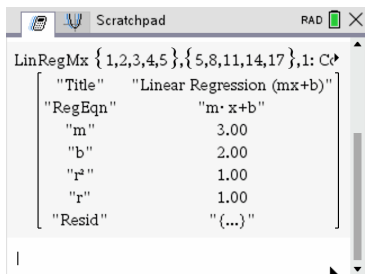 Scratchpad RAD
LinRegMx {1,2,3,4,5},{5,8,11,14,17},1: Co
"Title" "Linear Regression (mx+b)"
"RegEqn" "m·x+b"
"m" 3.00
"b" 2.00
"r²" 1.00
"r" 1.00
"Resid" "{...}"